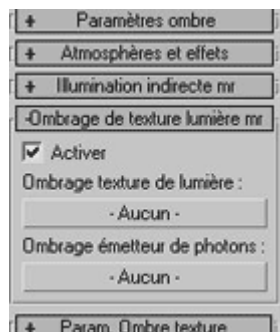 + Paramètres ombre
+ Atmosphères et effets
+ Illumination indirecte mr
-Ombrage de texture lumière mr
Activer
Ombrage texture de lumière :
- Aucun -
Ombrage émetteur de photons :
- Aucun -
+ Param. Ombre texture